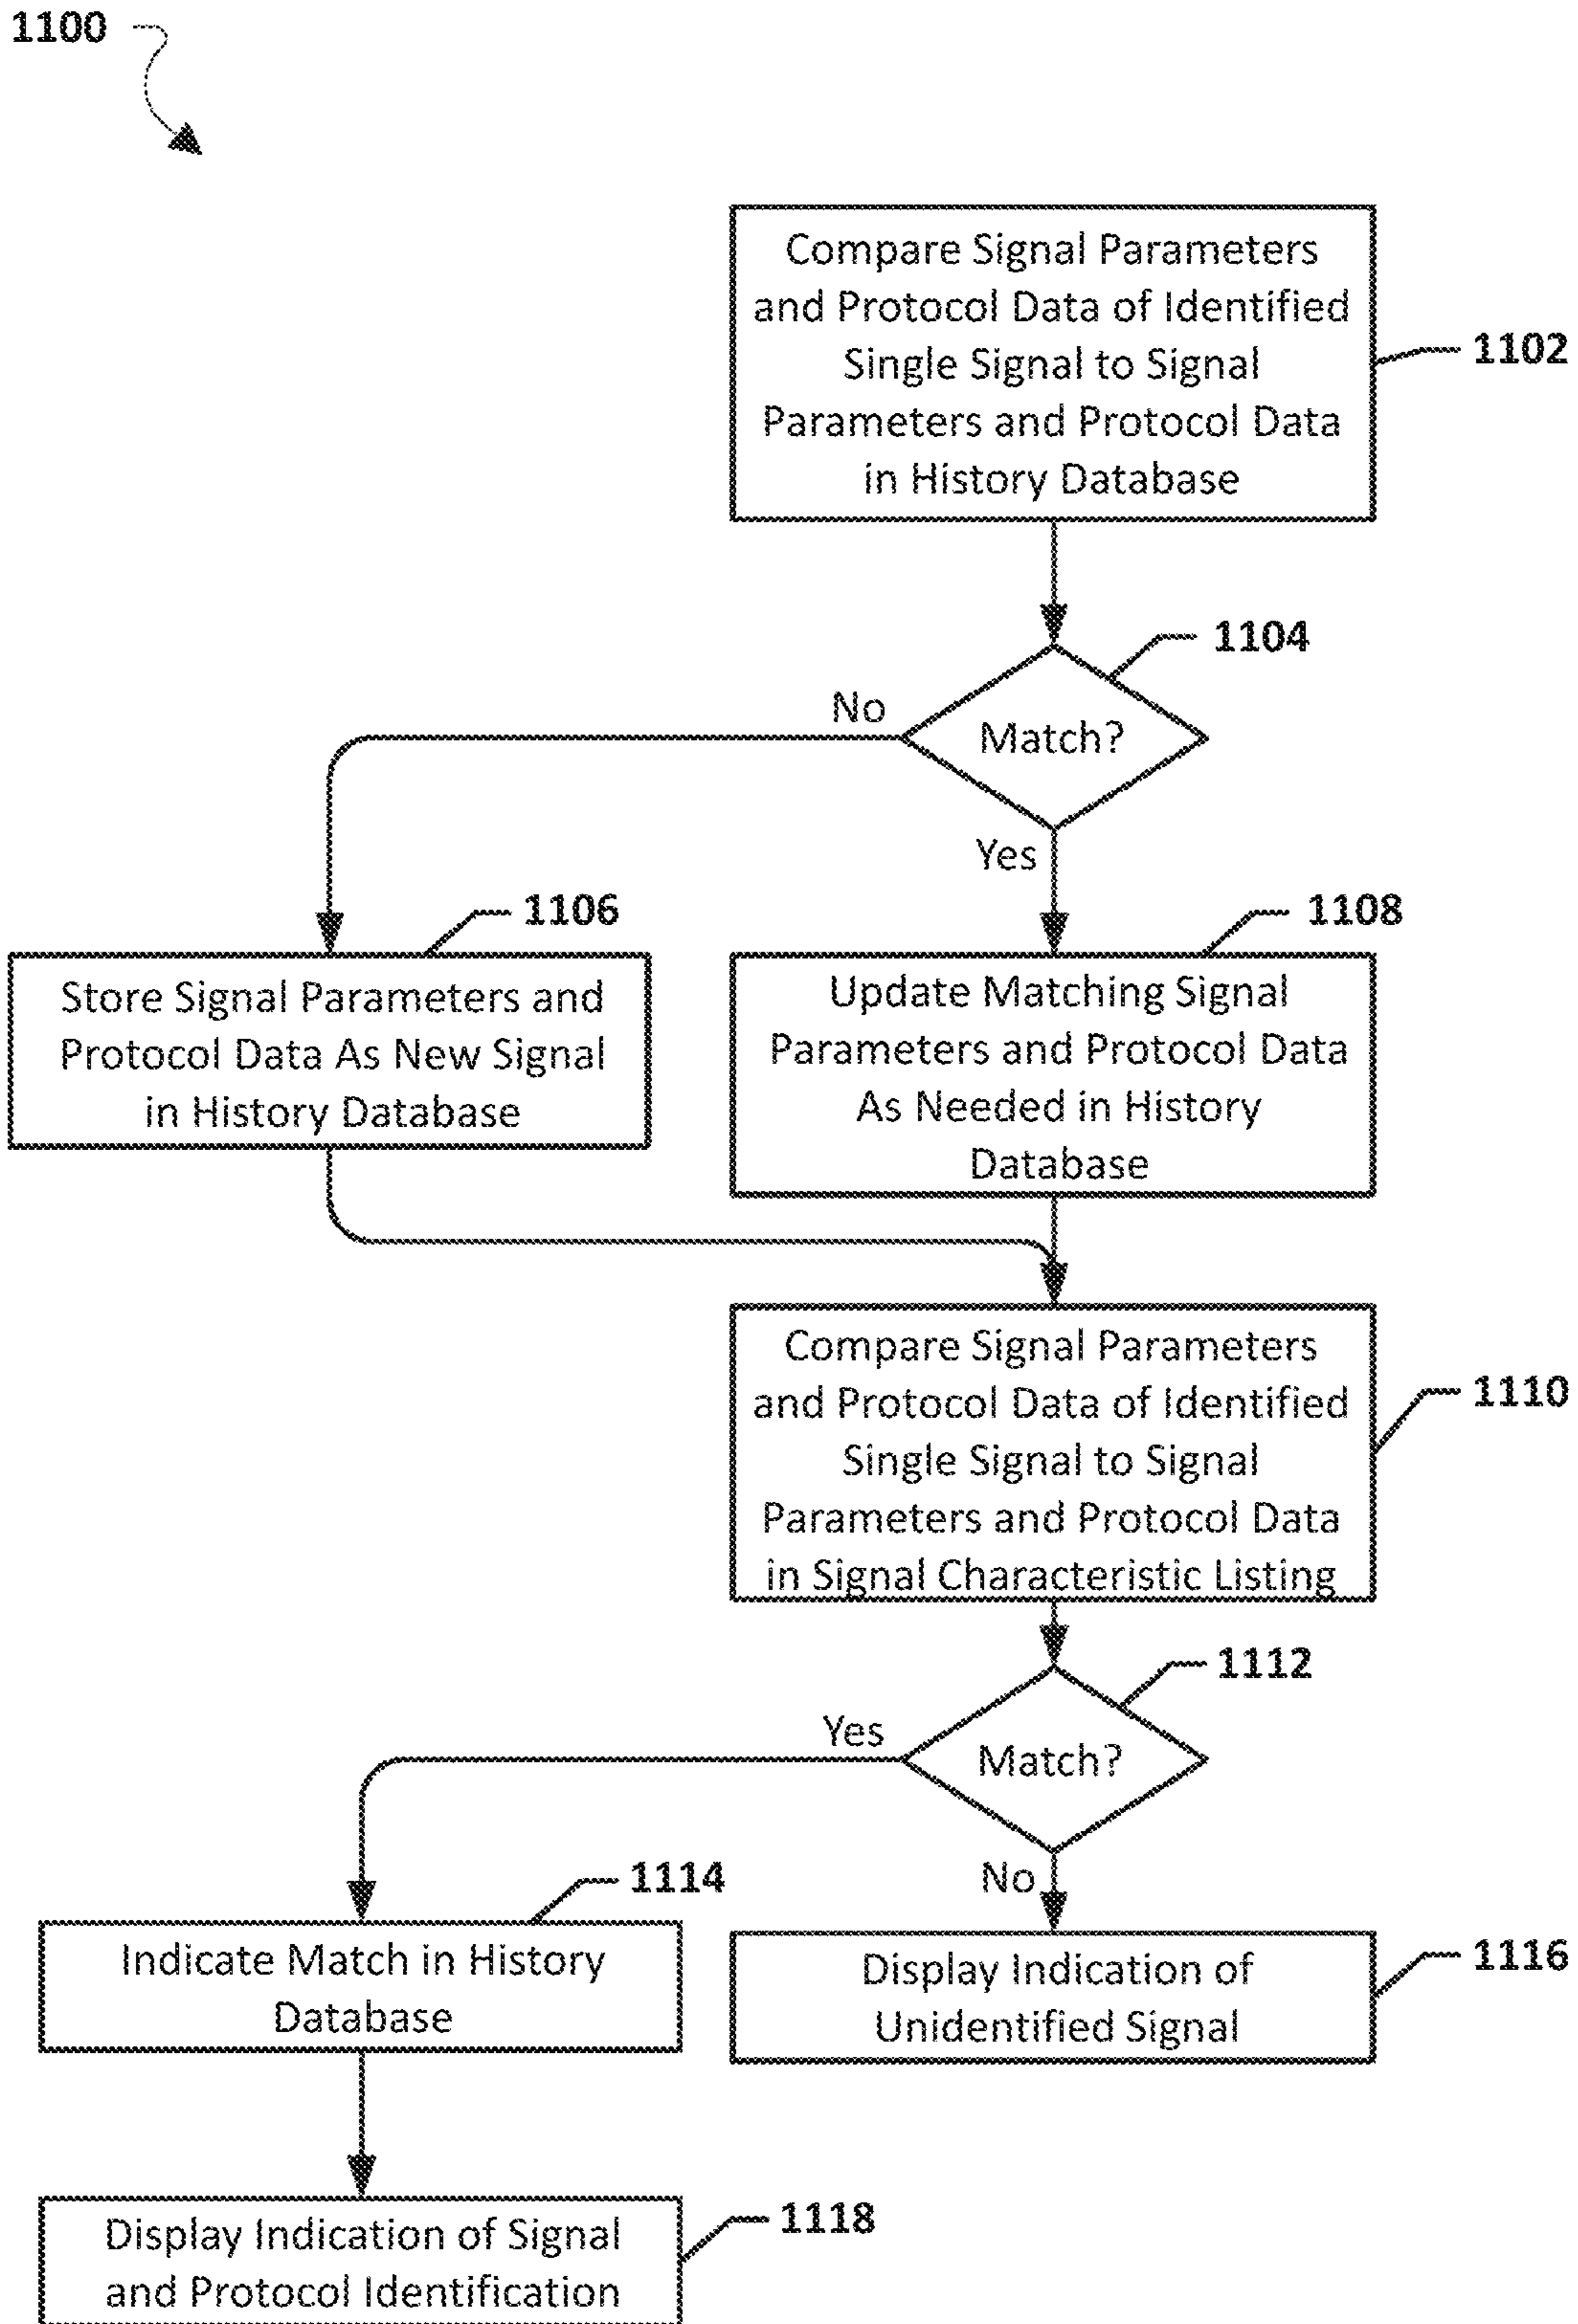 1100
Compare Signal Parameters
and Protocol Data of Identified
Single Signal to Signal
Parameters and Protocol Data
in History Database
1102
1104
Match?
No
Yes
1106
Store Signal Parameters and
Protocol Data As New Signal
in History Database
1108
Update Matching Signal
Parameters and Protocol Data
As Needed in History
Database
Compare Signal Parameters
and Protocol Data of Identified
Single Signal to Signal
Parameters and Protocol Data
in Signal Characteristic Listing
1110
1112
Match?
Yes
No
1114
Indicate Match in History
Database
Display Indication of
Unidentified Signal
1116
Display Indication of Signal
and Protocol Identification
1118